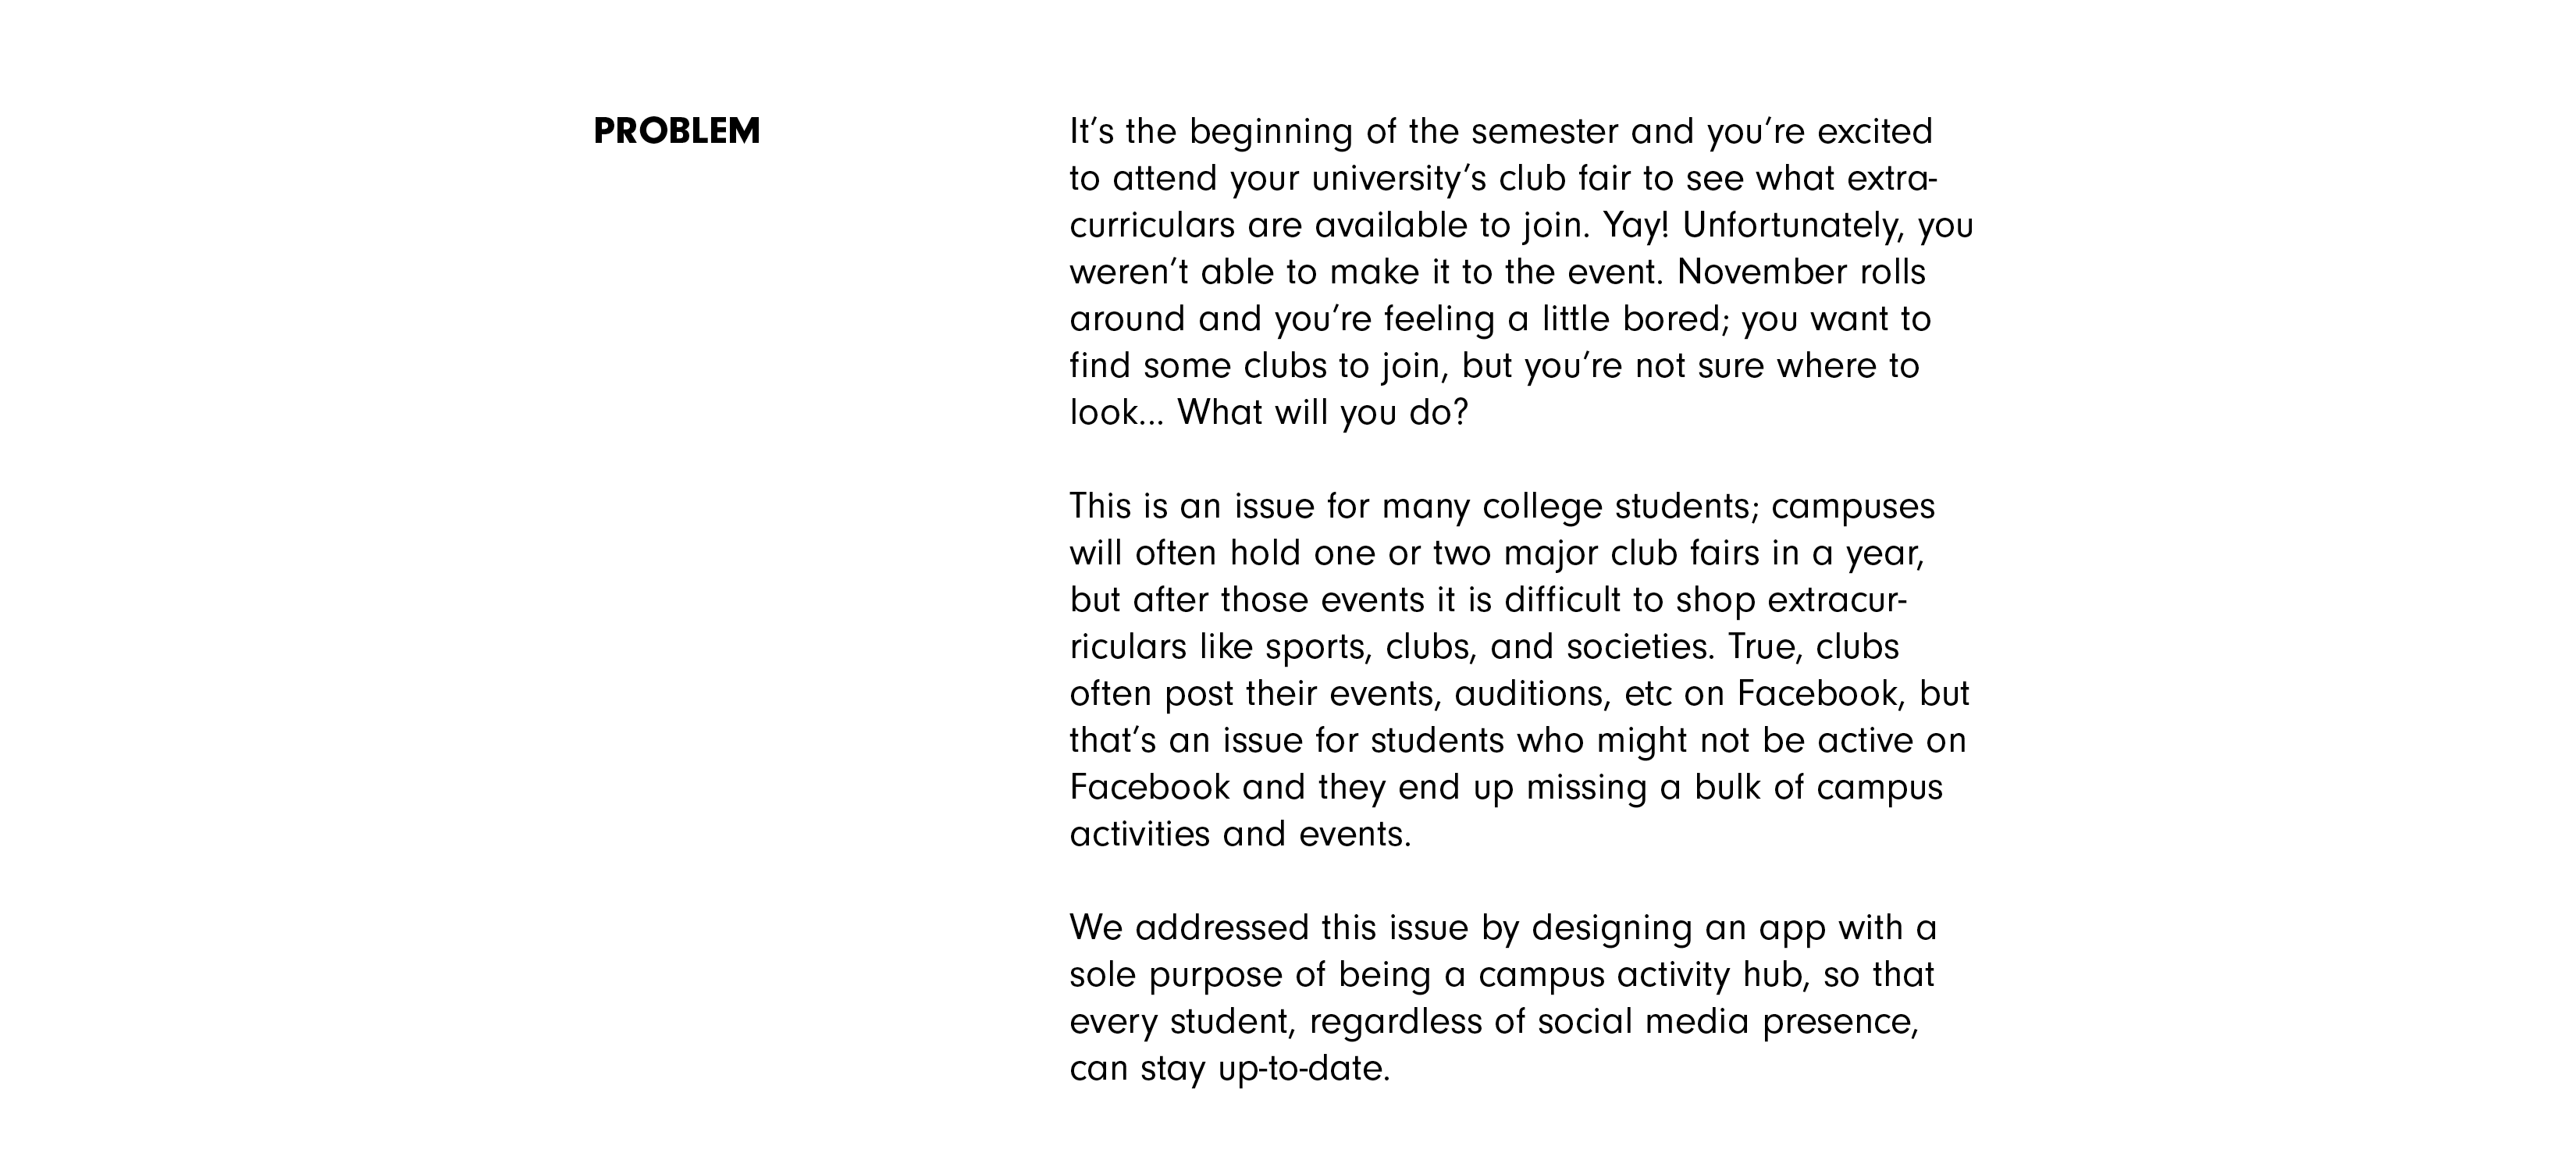 PROBLEM
It’s the beginning of the semester and you’re excited
to attend your university’s club fair to see what extra-
curriculars are available to join. Yay! Unfortunately, you
weren’t able to make it to the event. November rolls
around and you’re feeling a little bored; you want to
find some clubs to join, but you’re not sure where to
look... What will you do?
This is an issue for many college students; campuses
will often hold one or two major club fairs in a year,
but after those events it is difficult to shop extracur-
riculars like sports, clubs, and societies. True, clubs
often post their events, auditions, etc on Facebook, but
that’s an issue for students who might not be active on
Facebook and they end up missing a bulk of campus
activities and events.
We addressed this issue by designing an app with a
sole purpose of being a campus activity hub, so that
every student, regardless of social media presence,
can stay up-to-date.